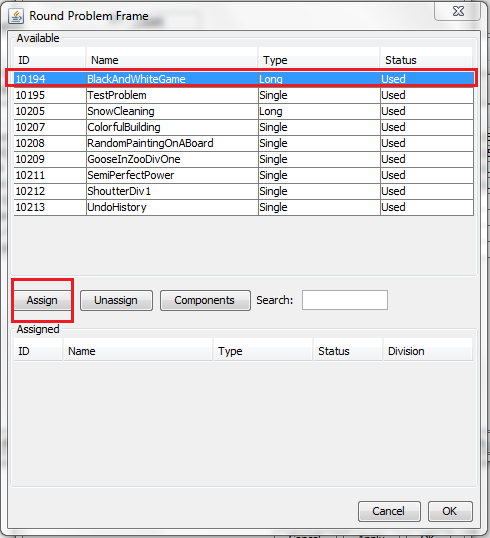 Round Problem Frame
Available
ID Name Type Status
10194 BlackAndWhiteGame Long Used
10195 TestProblem Single Used
10205 SnowCleaning Long Used
10207 ColorfulBuilding Single Used
10208 RandomPaintingOnABoard Single Used
10209 GooseInZooDivOne Single Used
10211 SemiPerfectPower Single Used
10212 ShoutterDiv1 Single Used
10213 UndoHistory Single Used
Assign Unassign Components Search:
Assigned
ID Name Type Status Division
Cancel OK